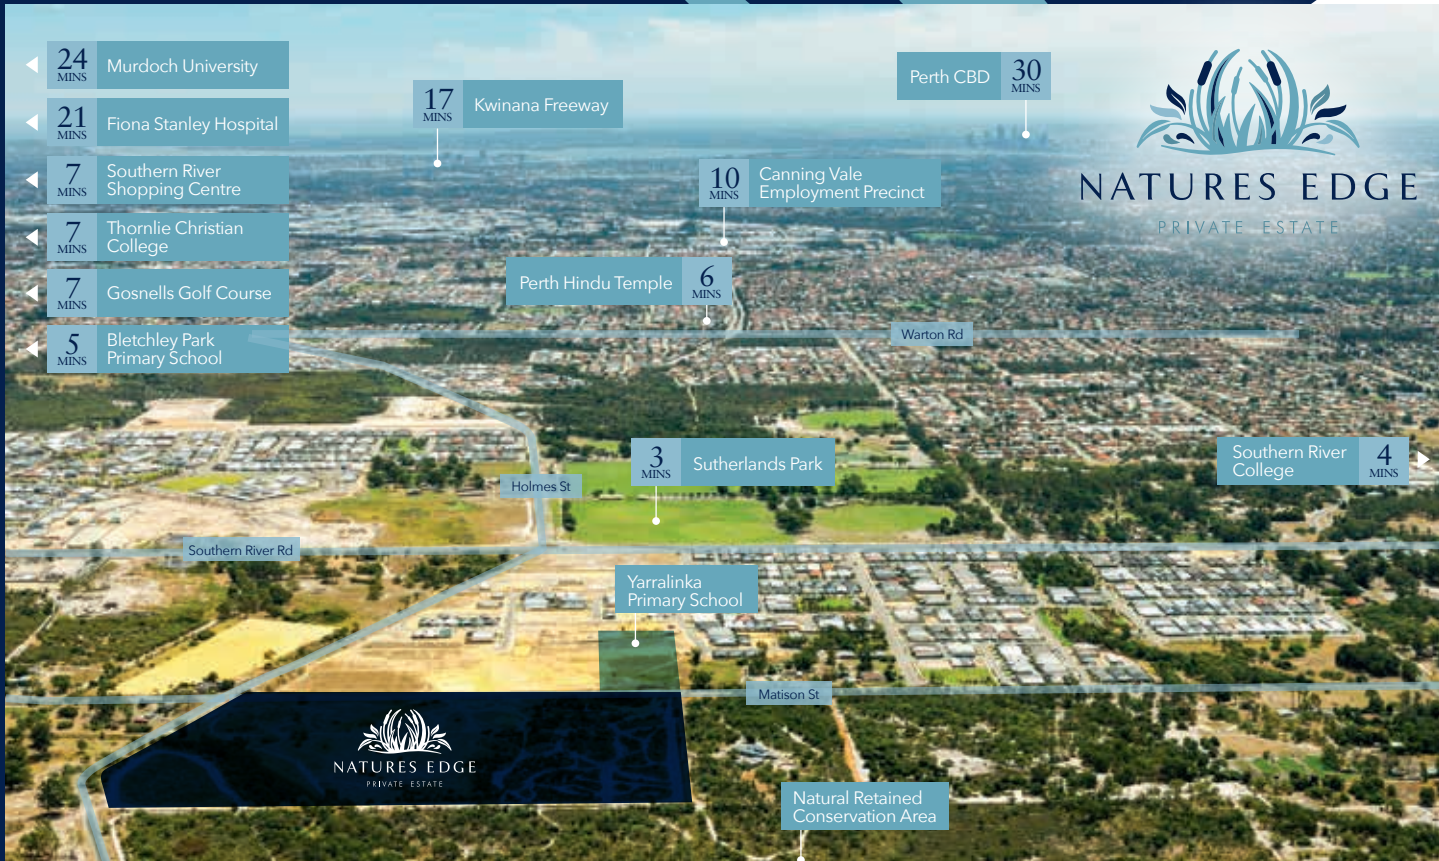 24
MINS
Murdoch University
21
MINS
Fiona Stanley Hospital
7
MINS
Southern River
Shopping Centre
7
MINS
Thornlie Christian
College
7
MINS
Gosnells Golf Course
5
MINS
Bletchley Park
Primary School
17
MINS
Kwinana Freeway
Perth CBD
30
MINS
NATURES EDGE
PRIVATE ESTATE
10
MINS
Canning Vale
Employment Precinct
Perth Hindu Temple
6
MINS
Warton Rd
3
MINS
Sutherlands Park
Southern River
College
4
MINS
Holmes St
Southern River Rd
Yarralinka
Primary School
Matison St
NATURES EDGE
PRIVATE ESTATE
Natural Retained
Conservation Area